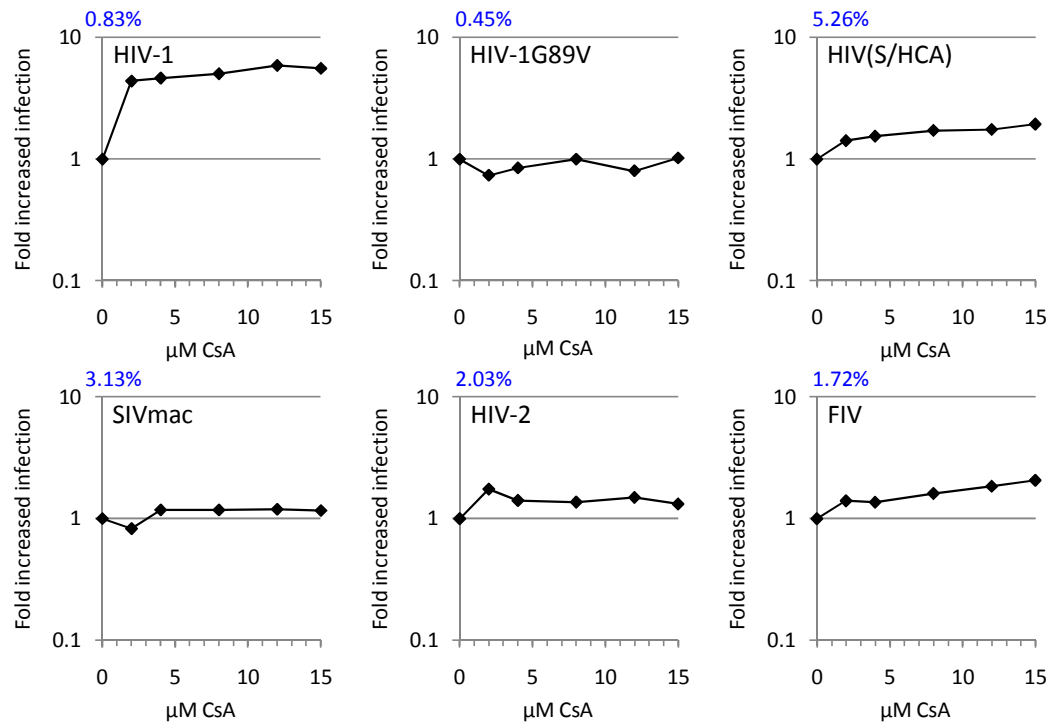 0.83%
HIV-1
Fold increased infection
10
1
0.1
0 5 10 15
µM CsA
0.45%
HIV-1G89V
Fold increased infection
10
1
0.1
0 5 10 15
µM CsA
5.26%
HIV(S/HCA)
Fold increased infection
10
1
0.1
0 5 10 15
µM CsA
3.13%
SIVmac
Fold increased infection
10
1
0.1
0 5 10 15
µM CsA
2.03%
HIV-2
Fold increased infection
10
1
0.1
0 5 10 15
µM CsA
1.72%
FIV
Fold increased infection
10
1
0.1
0 5 10 15
µM CsA